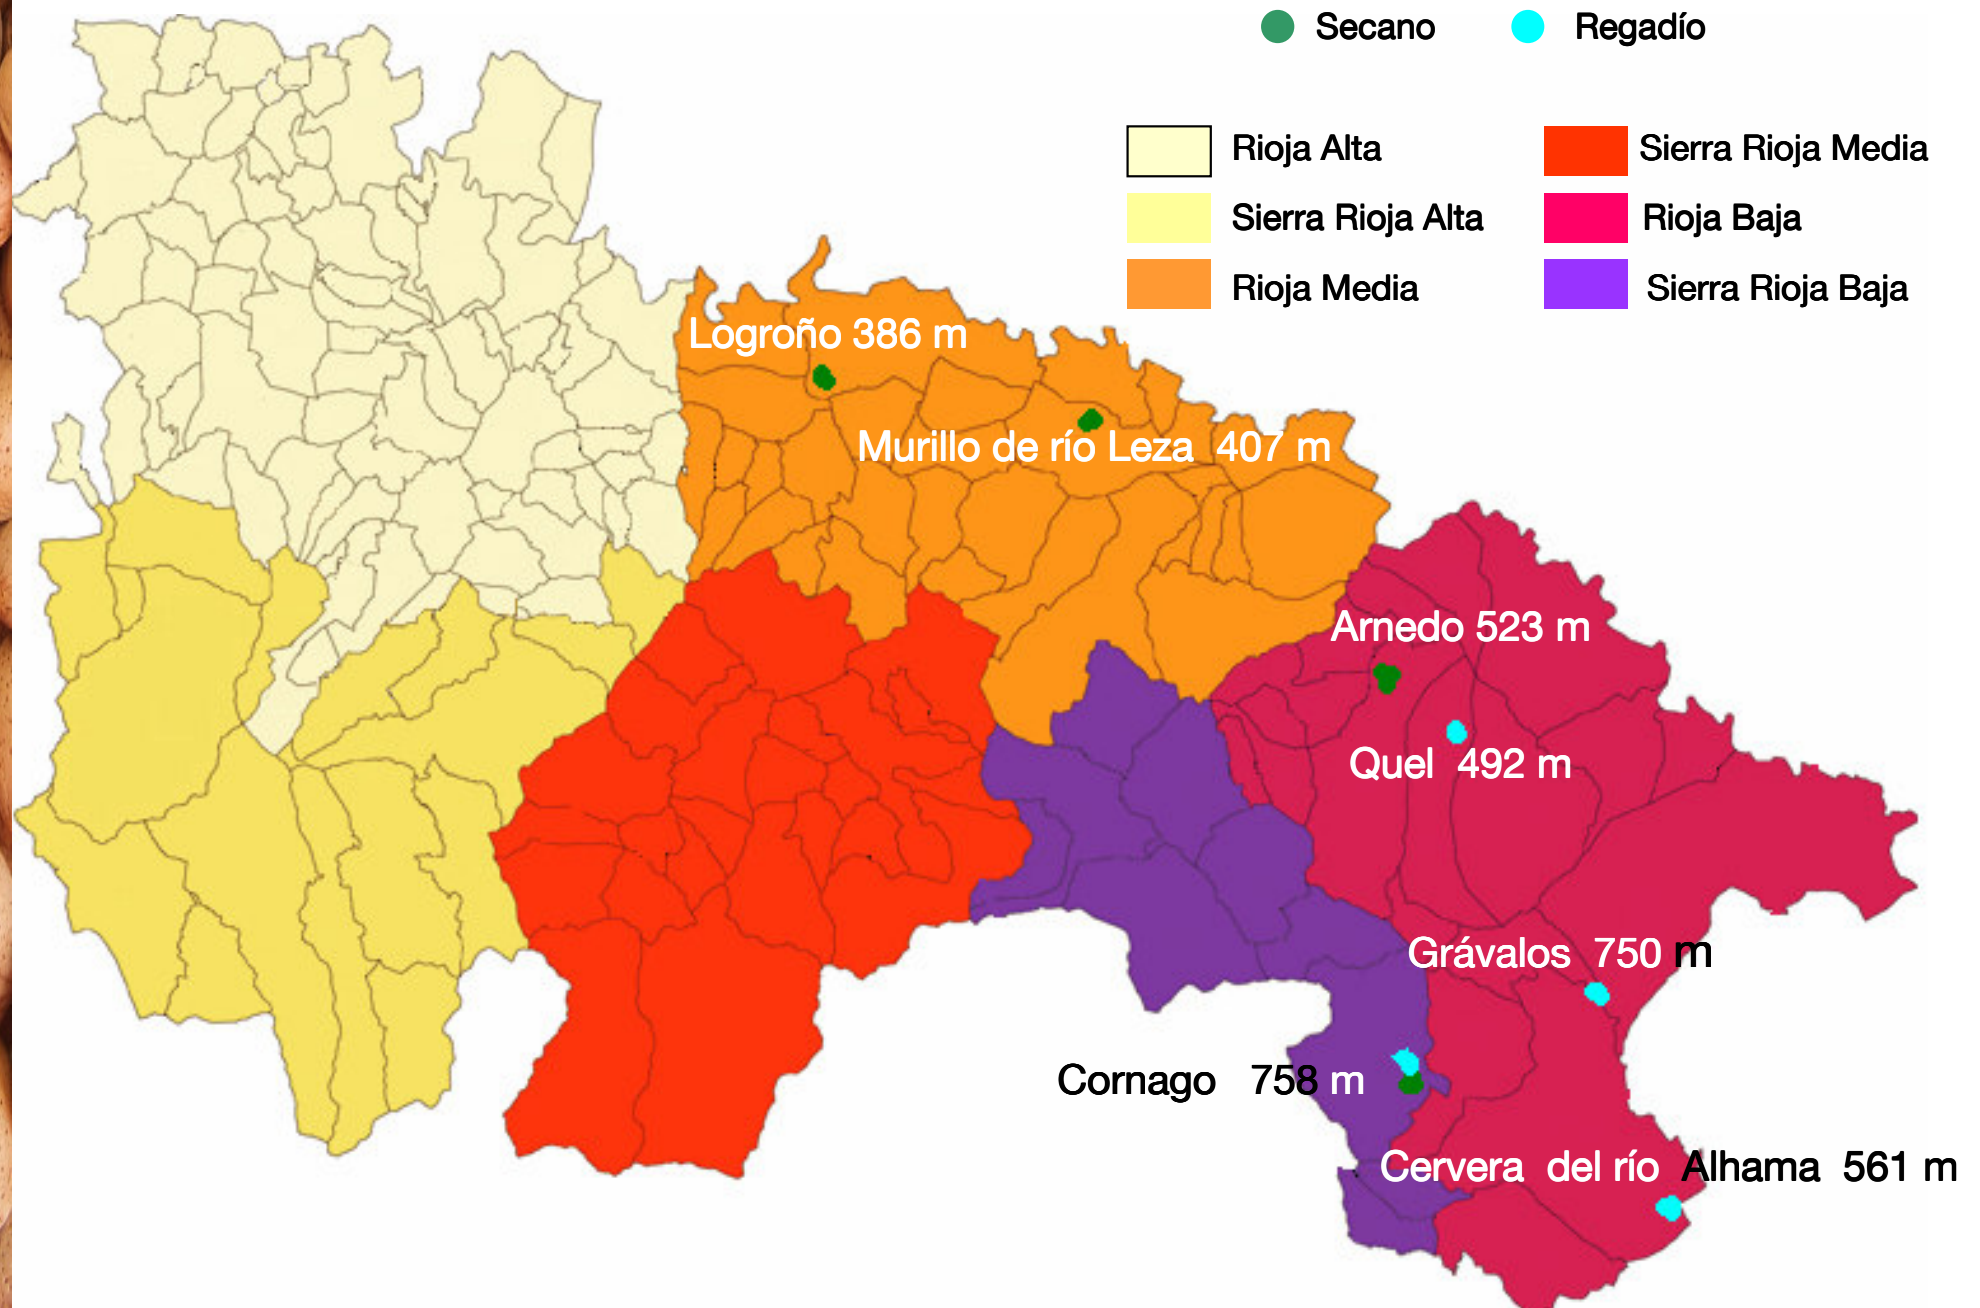 Secano
Regadío
Rioja Alta
Sierra Rioja Media
Sierra Rioja Alta
Rioja Baja
Rioja Media
Sierra Rioja Baja
Logroño 386 m
Murillo de río Leza 407 m
Arnedo 523 m
Quel 492 m
Grávalos 750 m
Cornago 758 m
Cervera del río Alhama 561 m